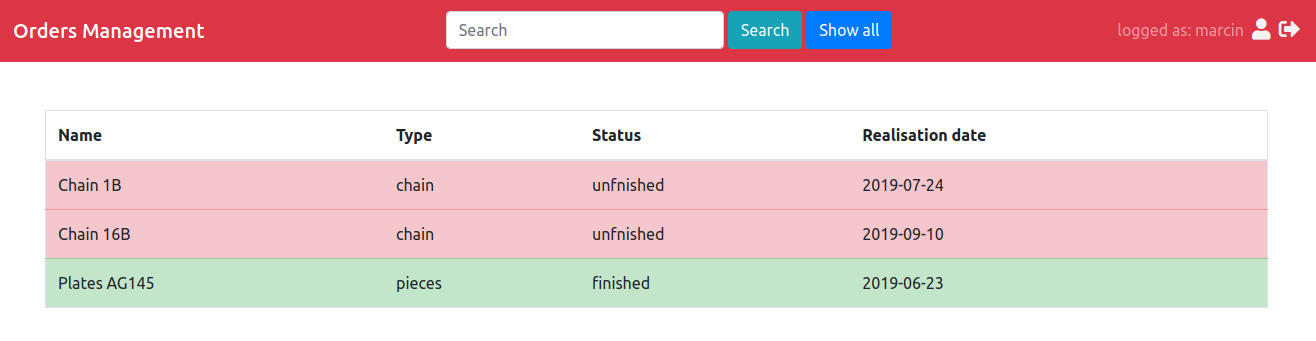 Orders Management Search Search Show all logged as: marcin
Name Type Status Realisation date
Chain 1B chain unfnished 2019-07-24
Chain 16B chain unfnished 2019-09-10
Plates AG145 pieces finished 2019-06-23